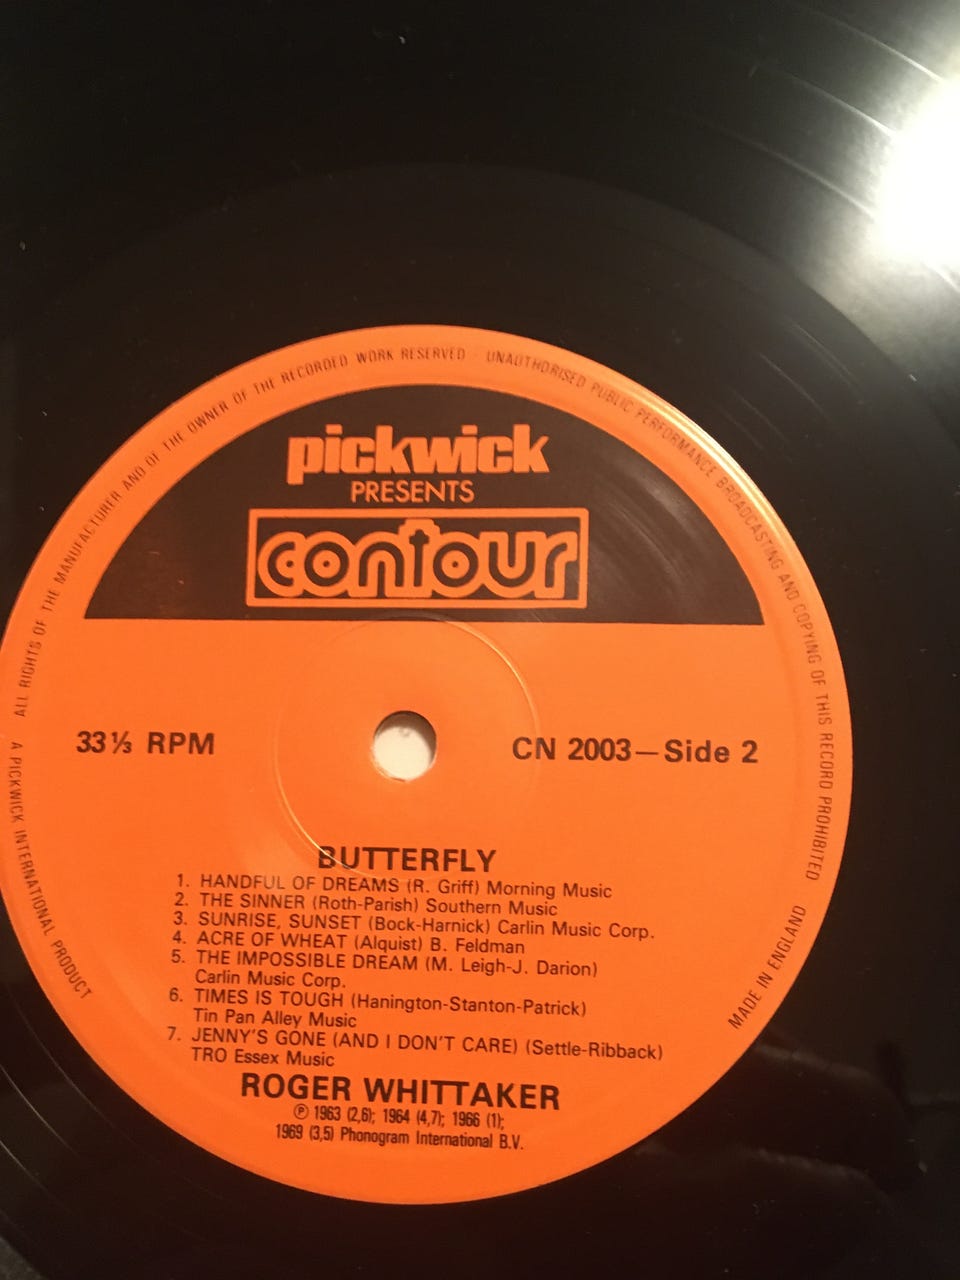 ALL RIGHTS OF THE MANUFACTURER AND OF THE OWNER OF THE RECORDED WORK RESERVED · UNAUTHORISED PUBLIC PERFORMANCE BROADCASTING AND COPYING OF THIS RECORD PROHIBITED
pickwick
PRESENTS
contour
33⅓ RPM
CN 2003—Side 2
BUTTERFLY
1. HANDFUL OF DREAMS (R. Griff) Morning Music
2. THE SINNER (Roth-Parish) Southern Music
3. SUNRISE, SUNSET (Bock-Harnick) Carlin Music Corp.
4. ACRE OF WHEAT (Alquist) B. Feldman
5. THE IMPOSSIBLE DREAM (M. Leigh-J. Darion)
Carlin Music Corp.
6. TIMES IS TOUGH (Hanington-Stanton-Patrick)
Tin Pan Alley Music
7. JENNY'S GONE (AND I DON'T CARE) (Settle-Ribback)
TRO Essex Music
ROGER WHITTAKER
℗ 1963 (2,6); 1964 (4,7); 1966 (1);
1969 (3,5) Phonogram International B.V.
A PICKWICK INTERNATIONAL PRODUCT
MADE IN ENGLAND